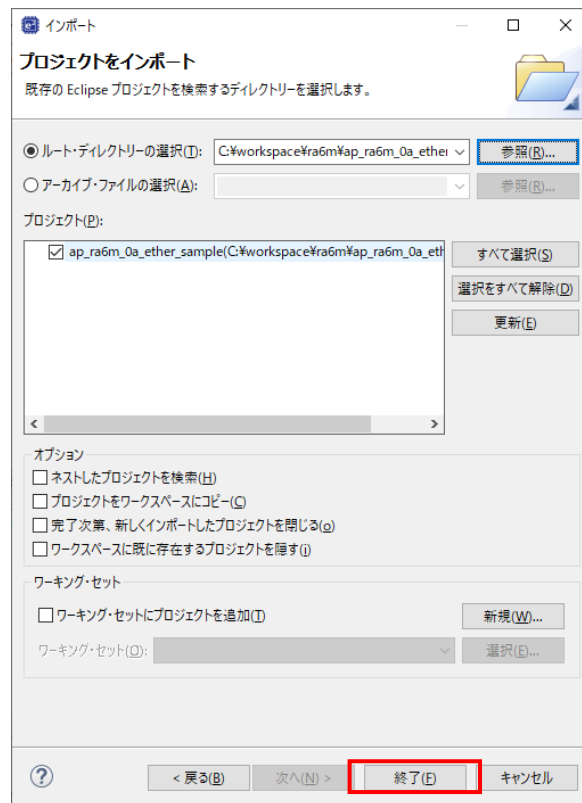 インポート
プロジェクトをインポート
既存の Eclipse プロジェクトを検索するディレクトリーを選択します。
ルート・ディレクトリーの選択(T): C:¥workspace¥ra6m¥ap_ra6m_0a_ether 参照(R)...
アーカイブ・ファイルの選択(A): 参照(R)...
プロジェクト(P):
ap_ra6m_0a_ether_sample(C:¥workspace¥ra6m¥ap_ra6m_0a_eth すべて選択(S)
選択をすべて解除(D)
更新(E)
オプション
ネストしたプロジェクトを検索(H)
プロジェクトをワークスペースにコピー(C)
完了次第、新しくインポートしたプロジェクトを閉じる(o)
ワークスペースに既に存在するプロジェクトを隠す(i)
ワーキング・セット
ワーキング・セットにプロジェクトを追加(T) 新規(W)...
ワーキング・セット(O): 選択(E)...
? < 戻る(B) 次へ(N) > 終了(F) キャンセル